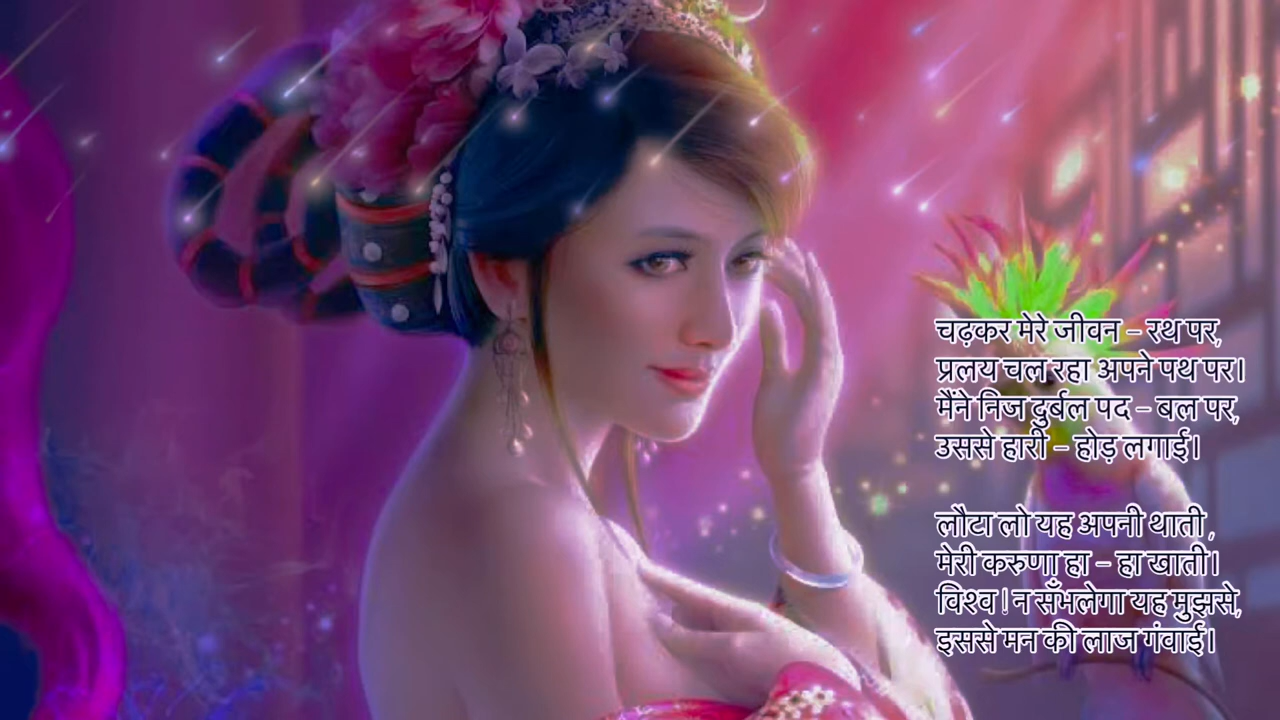 चढ़कर मेरे जीवन – रथ पर,
प्रलय चल रहा अपने पथ पर।
मैंने निज दुर्बल पद – बल पर,
उससे हारी – होड़ लगाई।
लौटा लो यह अपनी थाती,
मेरी करुणा हा – हा खाती।
विश्व ! न सँभलेगा यह मुझसे,
इससे मन की लाज गंवाई।